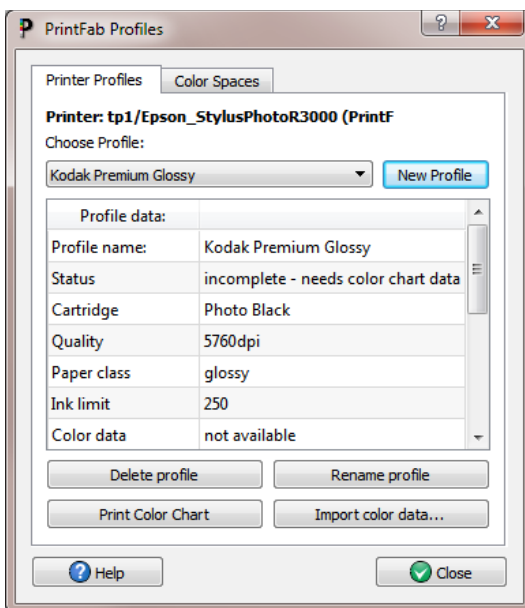 PrintFab Profiles
Printer Profiles Color Spaces
Printer: tp1/Epson_StylusPhotoR3000 (PrintF
Choose Profile:
Kodak Premium Glossy New Profile
Profile data:
Profile name: Kodak Premium Glossy
Status incomplete - needs color chart data
Cartridge Photo Black
Quality 5760dpi
Paper class glossy
Ink limit 250
Color data not available
Delete profile Rename profile
Print Color Chart Import color data...
Help Close